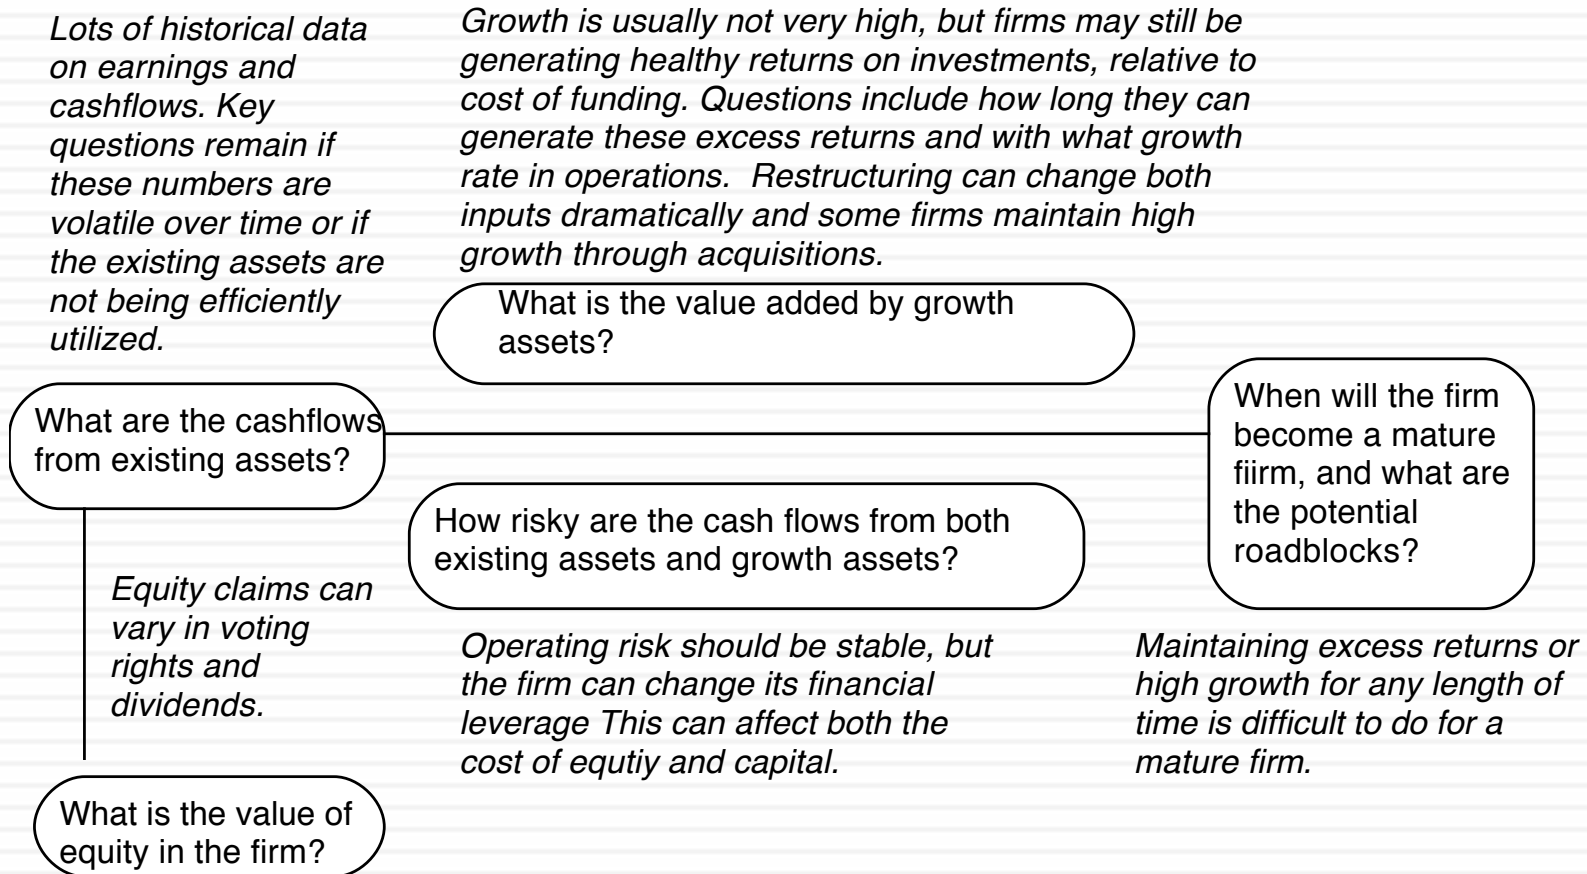 Lots of historical data
on earnings and
cashflows. Key
questions remain if
these numbers are
volatile over time or if
the existing assets are
not being efficiently
utilized.
Growth is usually not very high, but firms may still be
generating healthy returns on investments, relative to
cost of funding. Questions include how long they can
generate these excess returns and with what growth
rate in operations.  Restructuring can change both
inputs dramatically and some firms maintain high
growth through acquisitions.
What is the value added by growth
assets?
What are the cashflows
from existing assets?
When will the firm
become a mature
fiirm, and what are
the potential
roadblocks?
How risky are the cash flows from both
existing assets and growth assets?
Equity claims can
vary in voting
rights and
dividends.
Operating risk should be stable, but
the firm can change its financial
leverage This can affect both the
cost of equtiy and capital.
Maintaining excess returns or
high growth for any length of
time is difficult to do for a
mature firm.
What is the value of
equity in the firm?